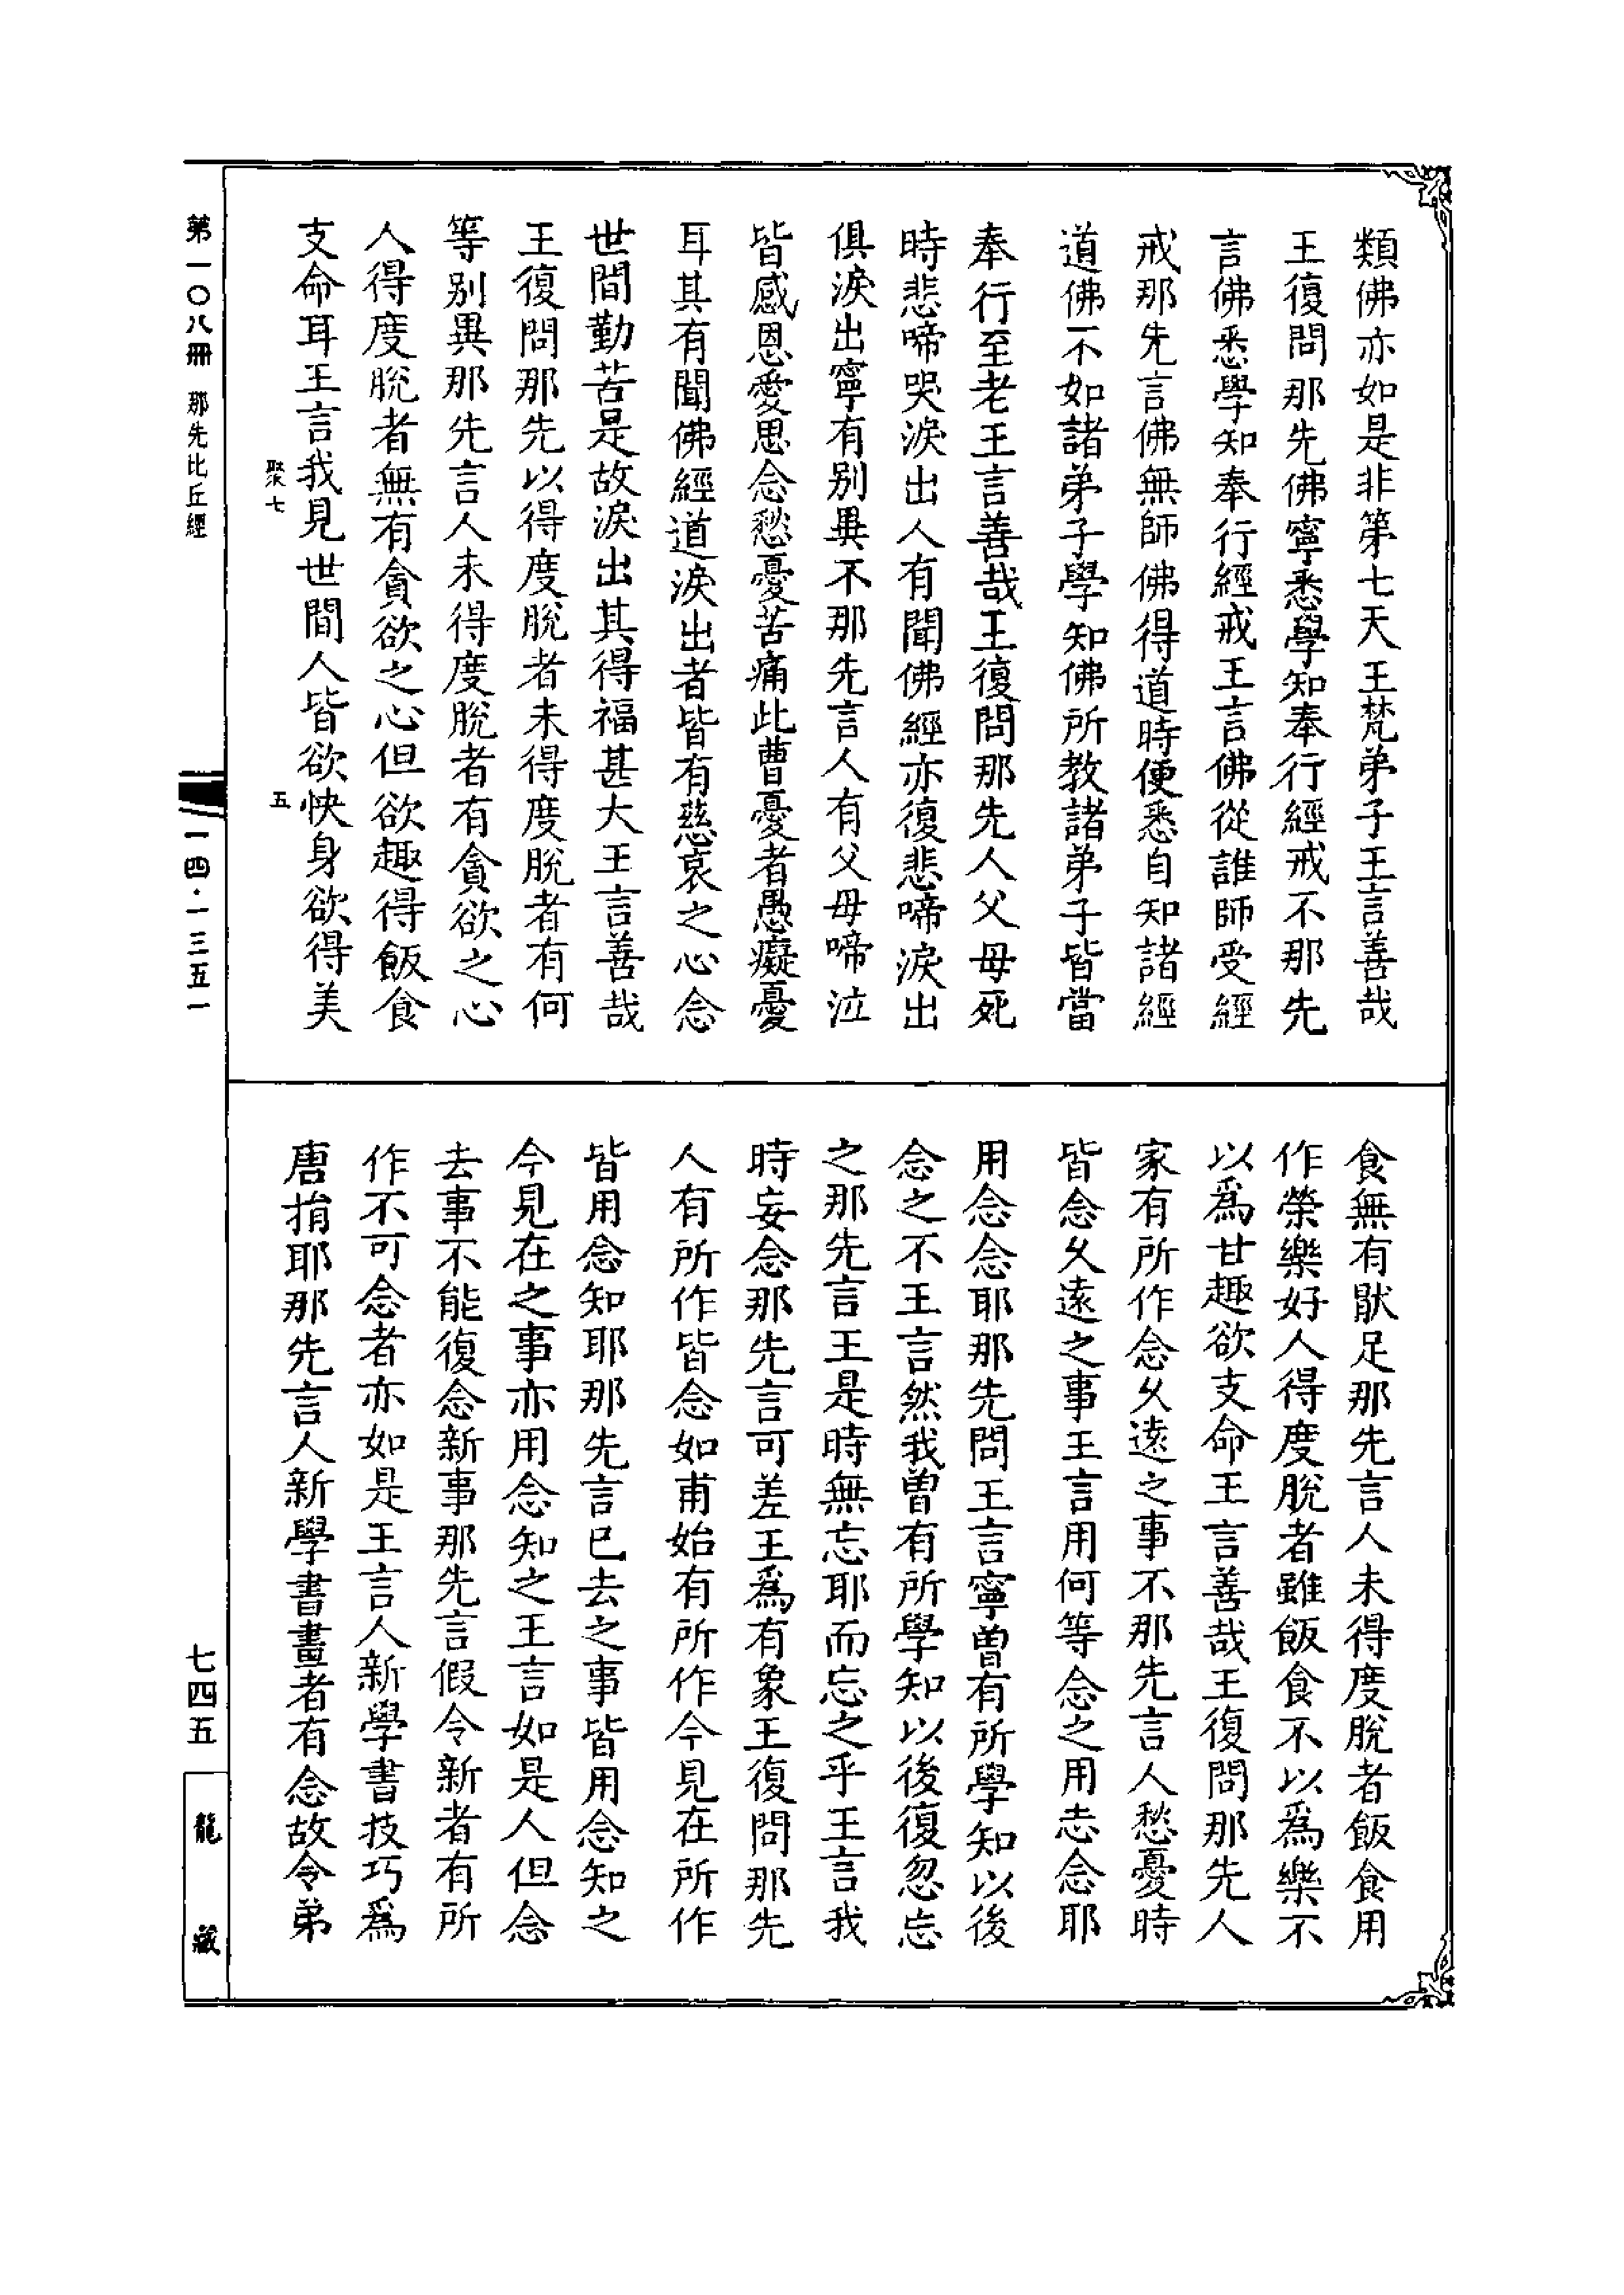 類佛亦如是非第七天王梵弟子王言善哉
王復問那先佛寧悉學知奉行經戒不那先
言佛悉學知奉行經戒王言佛從誰師受經
戒那先言佛無師佛得道時便悉自知諸經
道佛不如諸弟子學知佛所教諸弟子皆當
奉行至老王言善哉王復問那先人父母死
時悲啼哭淚出人有聞佛經亦復悲啼淚出
俱淚出寧有别異不那先言人有父母啼泣
皆感恩愛思念愁憂苦痛此曹憂者愚癡憂
耳其有聞佛經道淚出者皆有慈哀之心念
世間勤苦是故淚出其得福甚大王言善哉
王復問那先以得度脫者未得度脫者有何
等别異那先言人未得度脫者有貪欲之心
人得度脫者無有貪欲之心但欲趣得飯食
支命耳王言我見世間人皆欲快身欲得美
聚七
五
食無有猒足那先言人未得度脫者飯食用
作榮樂好人得度脫者雖飯食不以爲樂不
以爲甘趣欲支命王言善哉王復問那先人
家有所作念久遠之事不那先言人愁憂時
皆念久遠之事王言用何等念之用志念耶
用念念耶那先問王言寧曽有所學知以後
念之不王言然我曽有所學知以後復忽忘
之那先言王是時無忘耶而忘之乎王言我
時妄念那先言可差王爲有象王復問那先
人有所作皆念如甫始有所作今見在所作
皆用念知耶那先言已去之事皆用念知之
今見在之事亦用念知之王言如是人但念
去事不能復念新事那先言假令新者有所
作不可念者亦如是王言人新學書技巧爲
唐捐耶那先言人新學書畫者有念故令弟
第一〇八冊 那先比丘經
一四·一三五一
七四五
龍藏